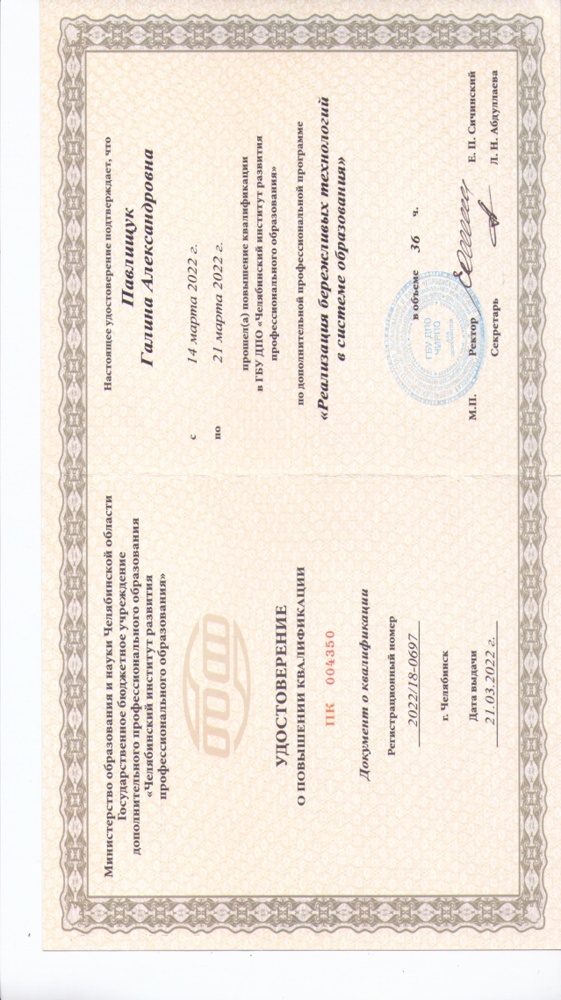 Министерство образования и науки Челябинской области
Государственное бюджетное учреждение
дополнительного профессионального образования
«Челябинский институт развития
профессионального образования»
УДОСТОВЕРЕНИЕ
О ПОВЫШЕНИИ КВАЛИФИКАЦИИ
ПК 004350
Документ о квалификации
Регистрационный номер
2022/18-0697
г. Челябинск
Дата выдачи
21.03.2022 г.
Настоящее удостоверение подтверждает, что
Павлищук
Галина Александровна
с 14 марта 2022 г.
по 21 марта 2022 г.
прошел(а) повышение квалификации
в ГБУ ДПО «Челябинский институт развития
профессионального образования»
по дополнительной профессиональной программе
«Реализация бережливых технологий
в системе образования»
в объеме 36 ч.
ГБУ ДПО
ЧИРПО
М.П. Ректор Е. П. Сичинский
Секретарь Л. Н. Абдуллаева